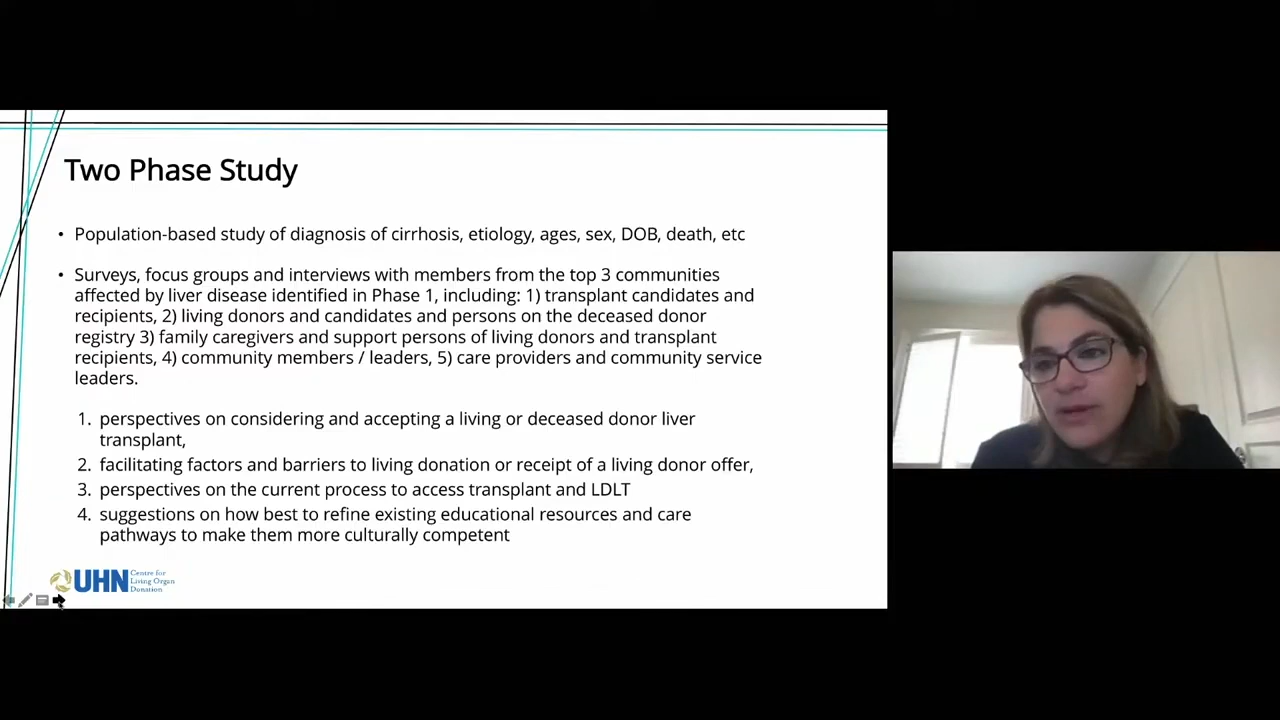 Two Phase Study
• Population-based study of diagnosis of cirrhosis, etiology, ages, sex, DOB, death, etc
• Surveys, focus groups and interviews with members from the top 3 communities
affected by liver disease identified in Phase 1, including: 1) transplant candidates and
recipients, 2) living donors and candidates and persons on the deceased donor
registry 3) family caregivers and support persons of living donors and transplant
recipients, 4) community members / leaders, 5) care providers and community service
leaders.
1. perspectives on considering and accepting a living or deceased donor liver
transplant,
2. facilitating factors and barriers to living donation or receipt of a living donor offer,
3. perspectives on the current process to access transplant and LDLT
4. suggestions on how best to refine existing educational resources and care
pathways to make them more culturally competent
UHN Centre for
Living Organ
Donation